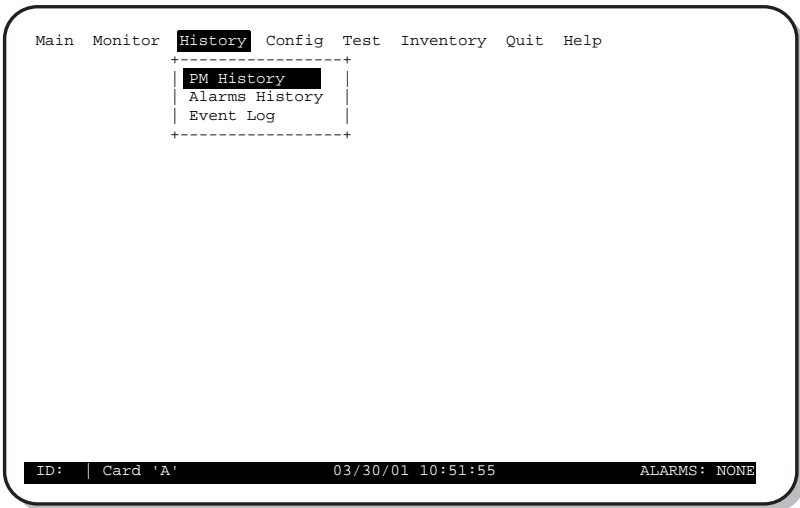 Main  Monitor  History  Config  Test  Inventory  Quit  Help
+-----------------+
| PM History      |
| Alarms History  |
| Event Log       |
+-----------------+
ID:   | Card 'A'                03/30/01 10:51:55               ALARMS: NONE